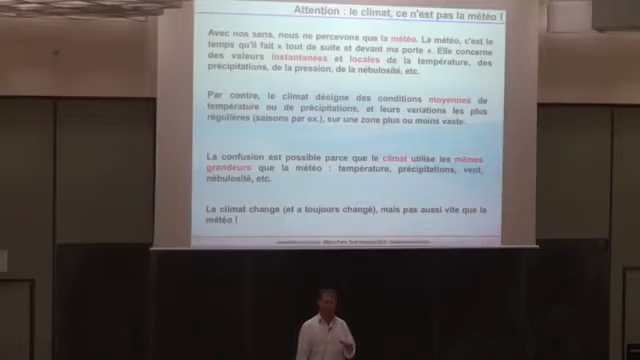 Attention : le climat, ce n'est pas la météo !
Avec nos sens, nous ne percevons que la météo. La météo, c'est le
temps qu'il fait « tout de suite et devant ma porte ». Elle concerne
des valeurs instantanées et locales de la température, des
précipitations, de la pression, de la nébulosité, etc.
Par contre, le climat désigne des conditions moyennes de
température ou de précipitations, et leurs variations les plus
régulières (saisons par ex.), sur une zone plus ou moins vaste.
La confusion est possible parce que le climat utilise les mêmes
grandeurs que la météo : température, précipitations, vent,
nébulosité, etc.
La climat change (et a toujours changé), mais pas aussi vite que la
météo !